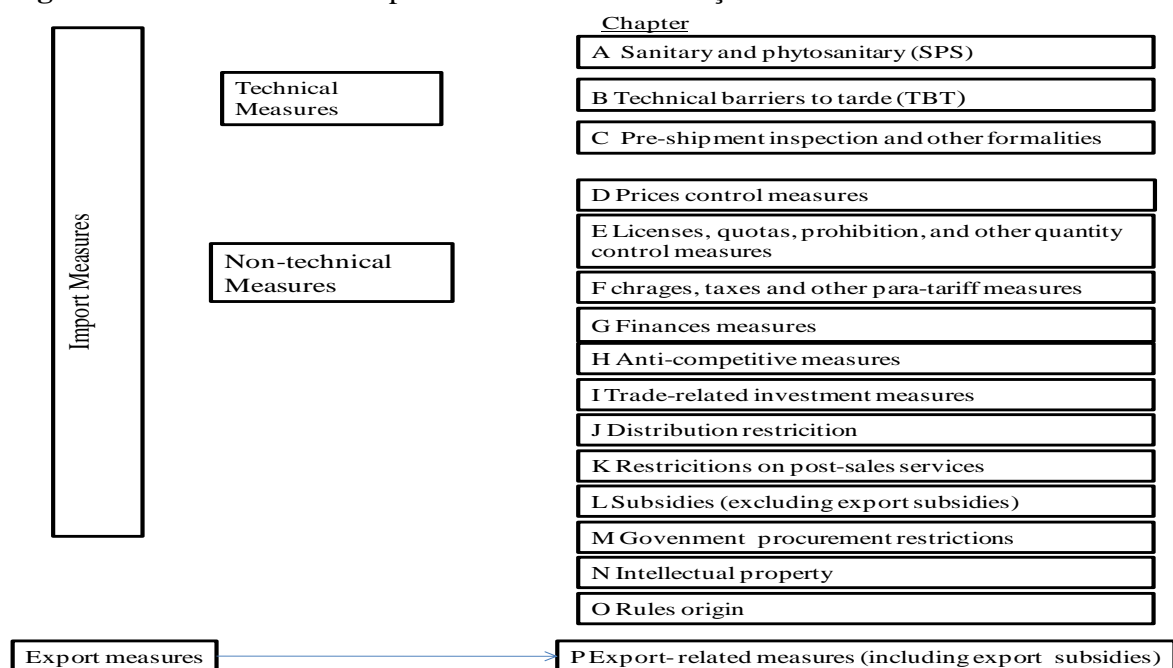 Chapter
A Sanitary and phytosanitary (SPS)
Technical
Measures
B Technical barriers to tarde (TBT)
C Pre-shipment inspection and other formalities
Import Measures
D Prices control measures
E Licenses, quotas, prohibition, and other quantity
control measures
Non-technical
Measures
F chrages, taxes and other para-tariff measures
G Finances measures
H Anti-competitive measures
I Trade-related investment measures
J Distribution restricition
K Restricitions on post-sales services
L Subsidies (excluding export subsidies)
M Govenment procurement restrictions
N Intellectual property
O Rules origin
Export measures
P Export-related measures (including export subsidies)